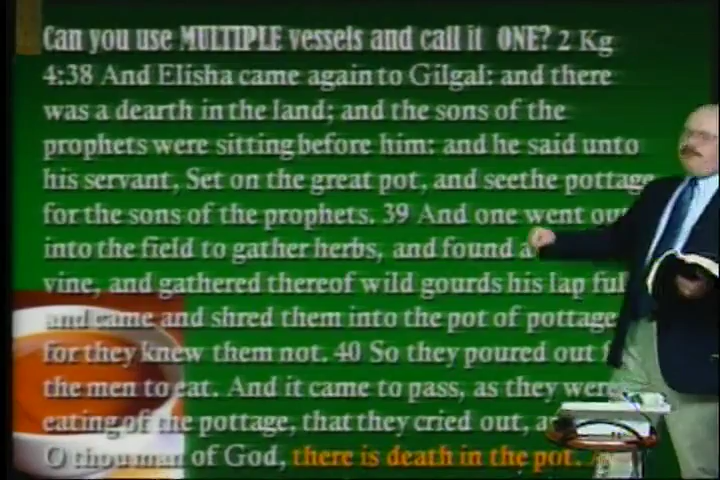 Can you use MULTIPLE vessels and call it ONE? 2 Kg
4:38 And Elisha came again to Gilgal: and there
was a dearth in the land; and the sons of the
prophets were sitting before him: and he said unto
his servant, Set on the great pot, and seethe pottage
for the sons of the prophets. 39 And one went out
into the field to gather herbs, and found a
vine, and gathered thereof wild gourds his lap ful
and came and shred them into the pot of pottage
for they knew them not. 40 So they poured out f
the men to eat. And it came to pass, as they were
eating of the pottage, that they cried out, a
O thou man of God, there is death in the pot.